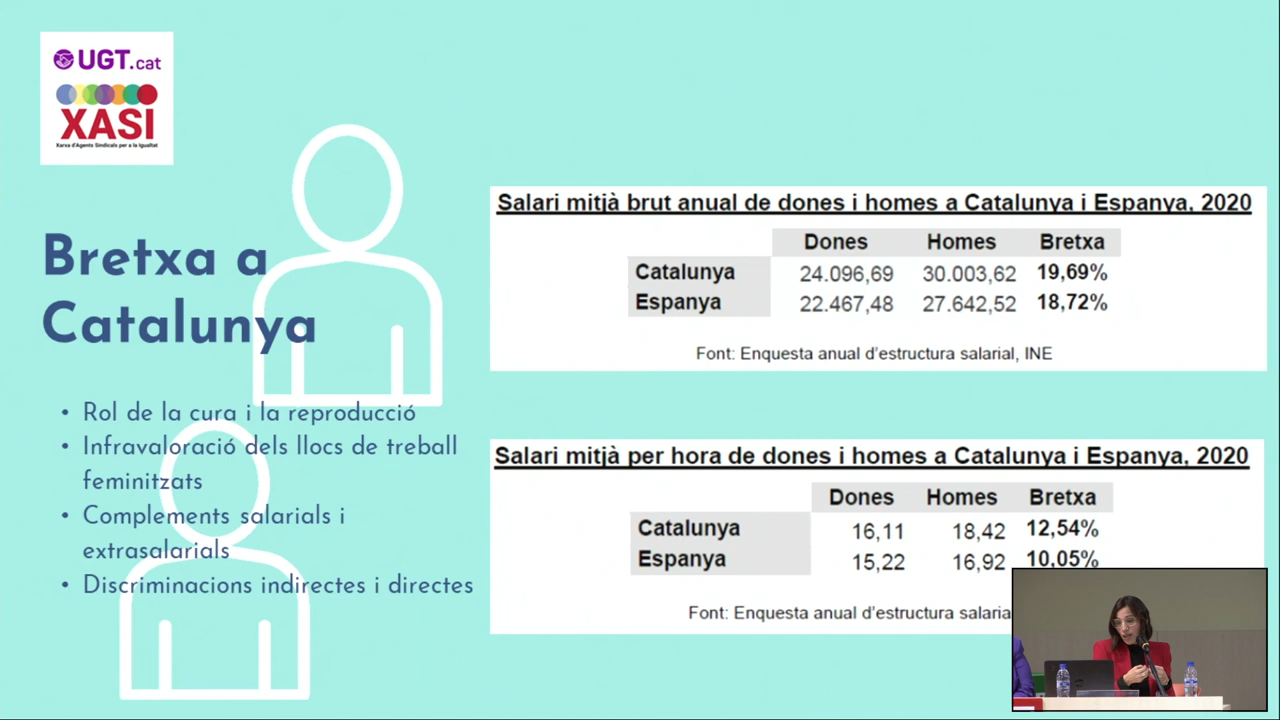 UGT.cat
XASI
Xarxa d'Agents Sindicals per a la Igualtat
Bretxa a
Catalunya
• Rol de la cura i la reproducció
• Infravaloració dels llocs de treball
feminitzats
• Complements salarials i
extrasalarials
• Discriminacions indirectes i directes
Salari mitjà brut anual de dones i homes a Catalunya i Espanya, 2020
Dones Homes Bretxa
Catalunya 24.096,69 30.003,62 19,69%
Espanya 22.467,48 27.642,52 18,72%
Font: Enquesta anual d'estructura salarial, INE
Salari mitjà per hora de dones i homes a Catalunya i Espanya, 2020
Dones Homes Bretxa
Catalunya 16,11 18,42 12,54%
Espanya 15,22 16,92 10,05%
Font: Enquesta anual d'estructura salaria